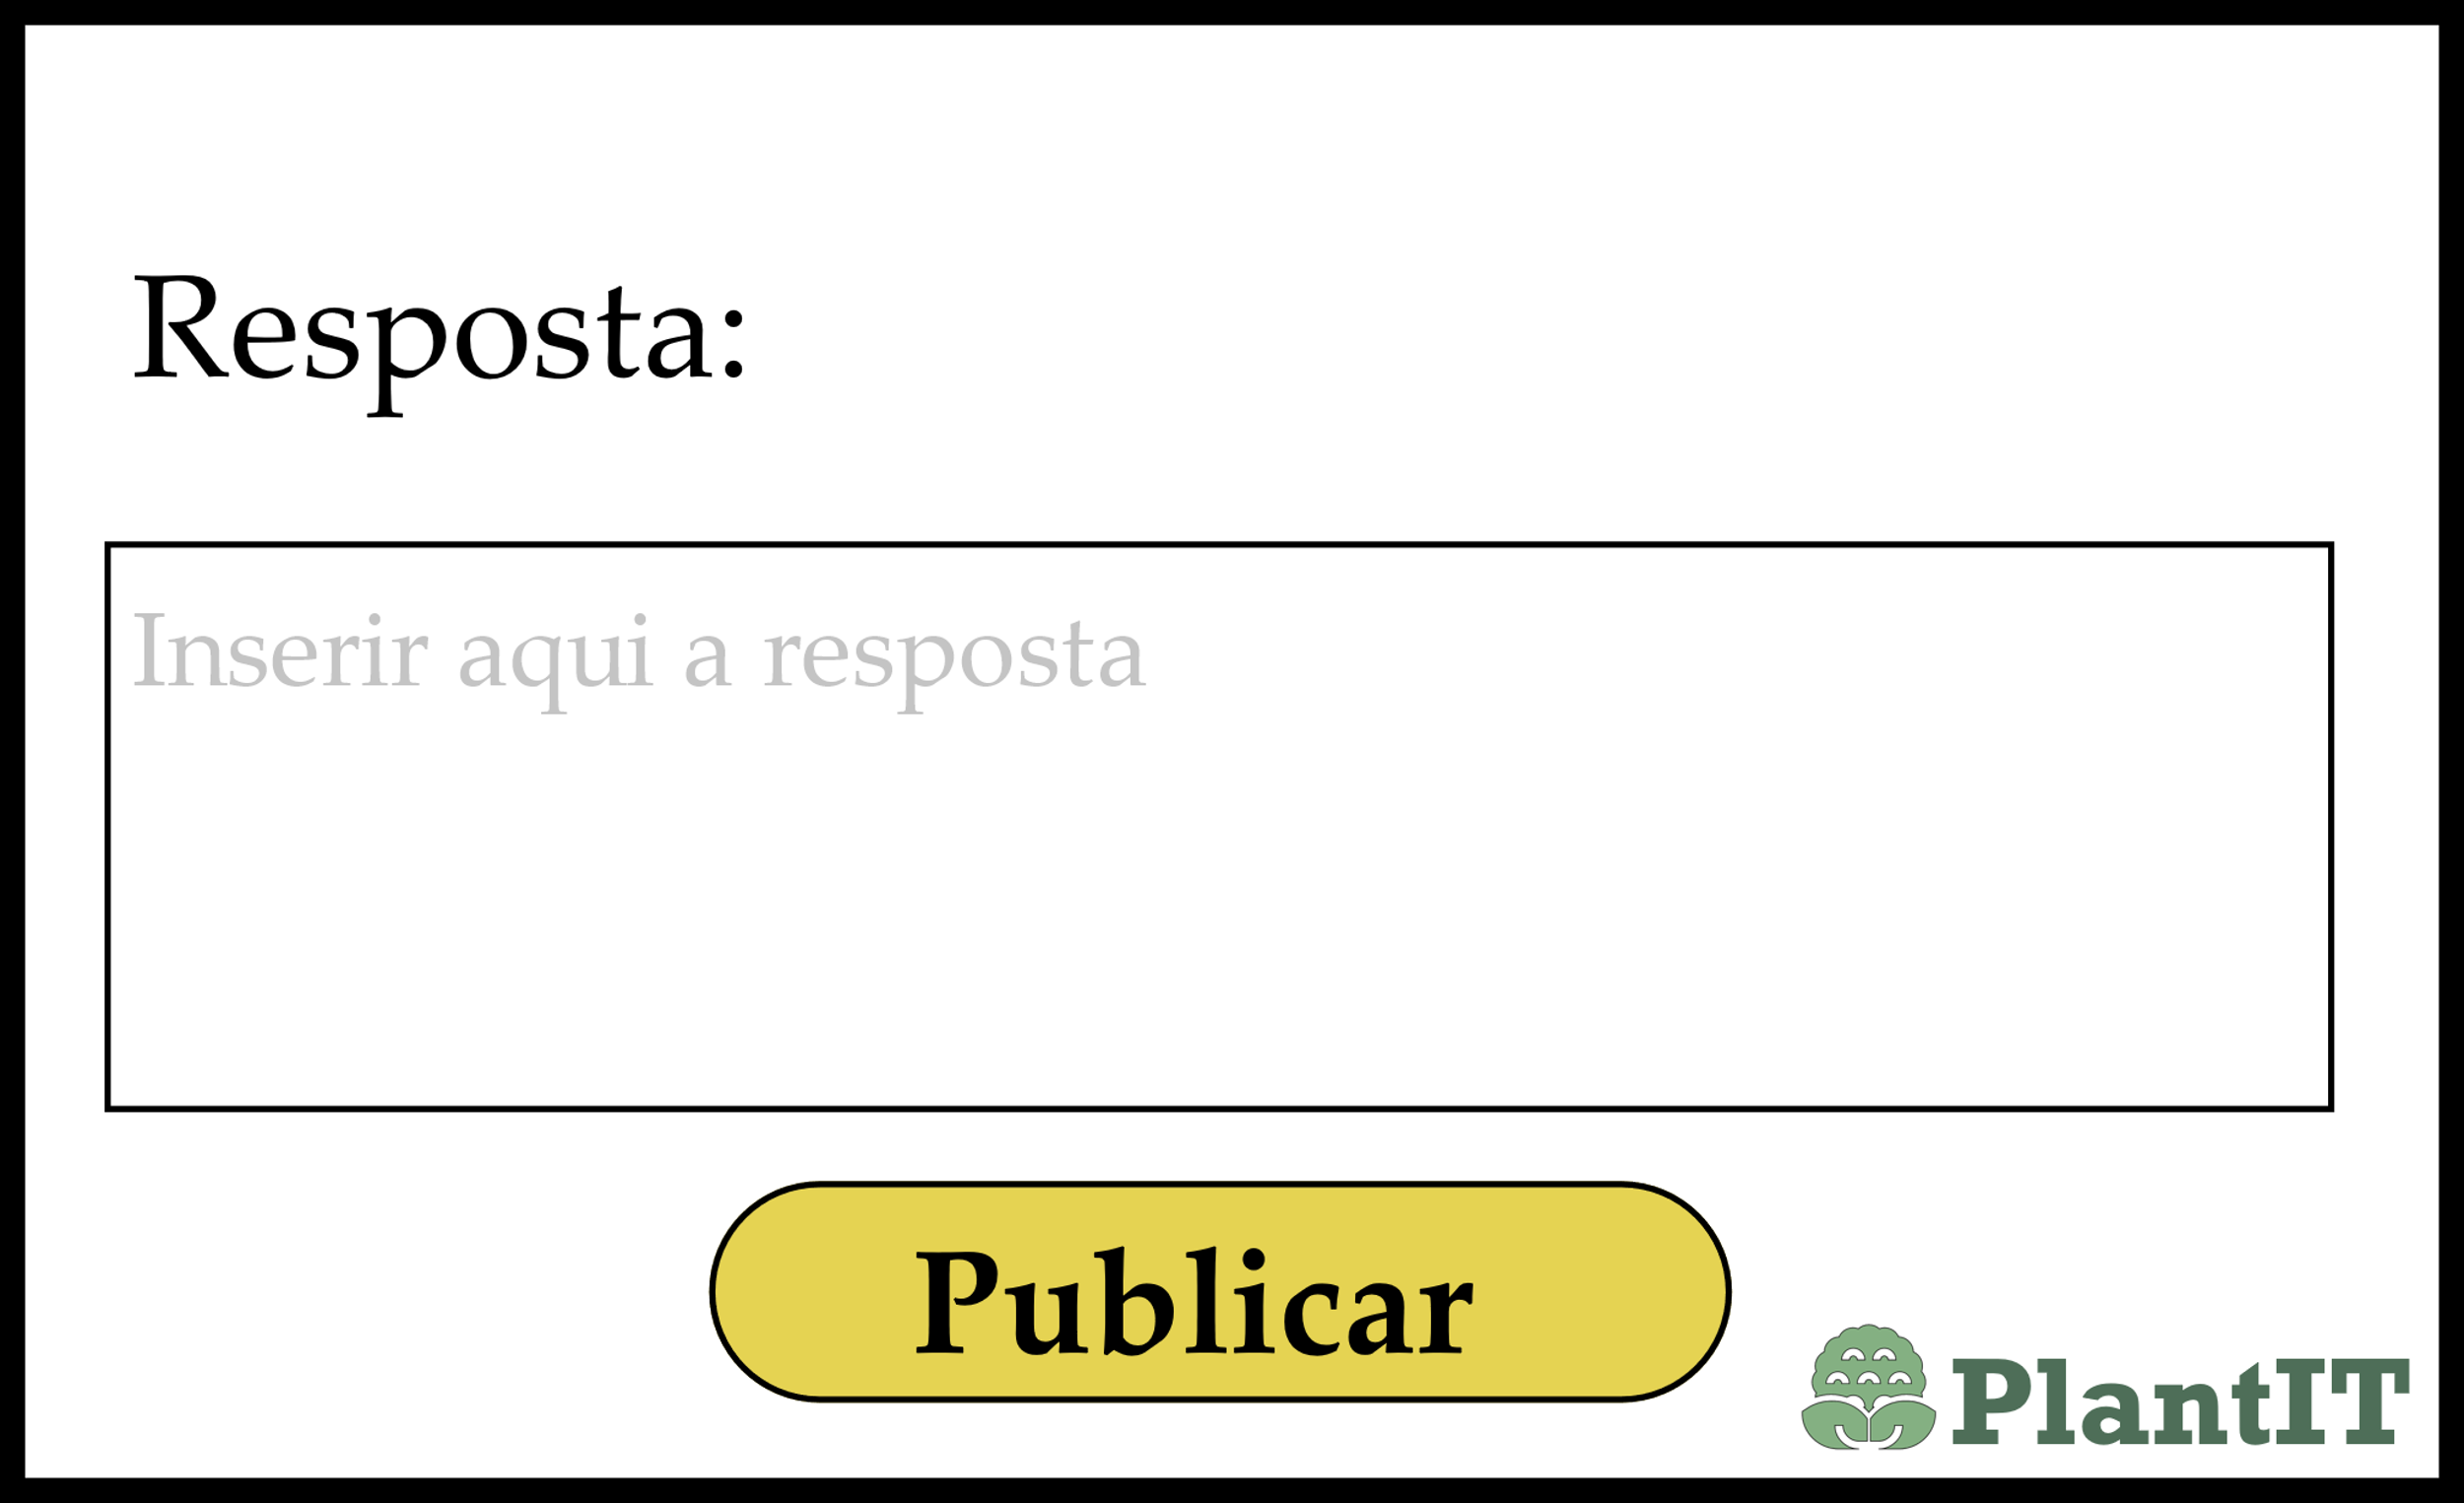 Resposta:
Inserir aqui a resposta
Publicar
PlantIT